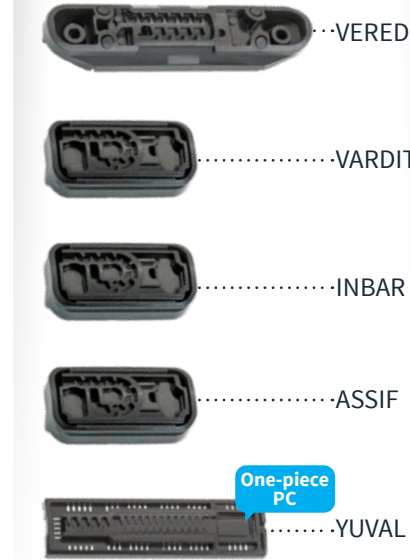 VERED
VARDIT
INBAR
ASSIF
One-piece
PC
YUVAL